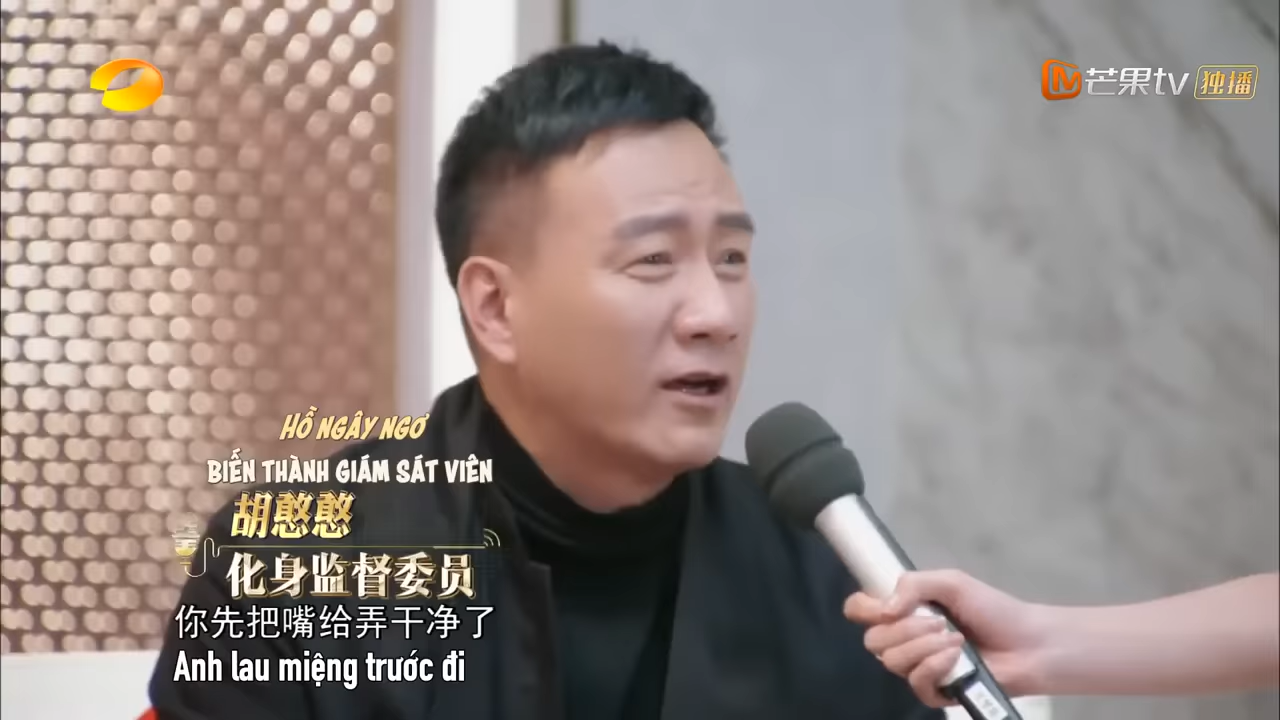 芒果tv 独播
HỒ NGÂY NGƠ
BIẾN THÀNH GIÁM SÁT VIÊN
胡憨憨
化身监督委员
你先把嘴给弄干净了
Anh lau miệng trước đi